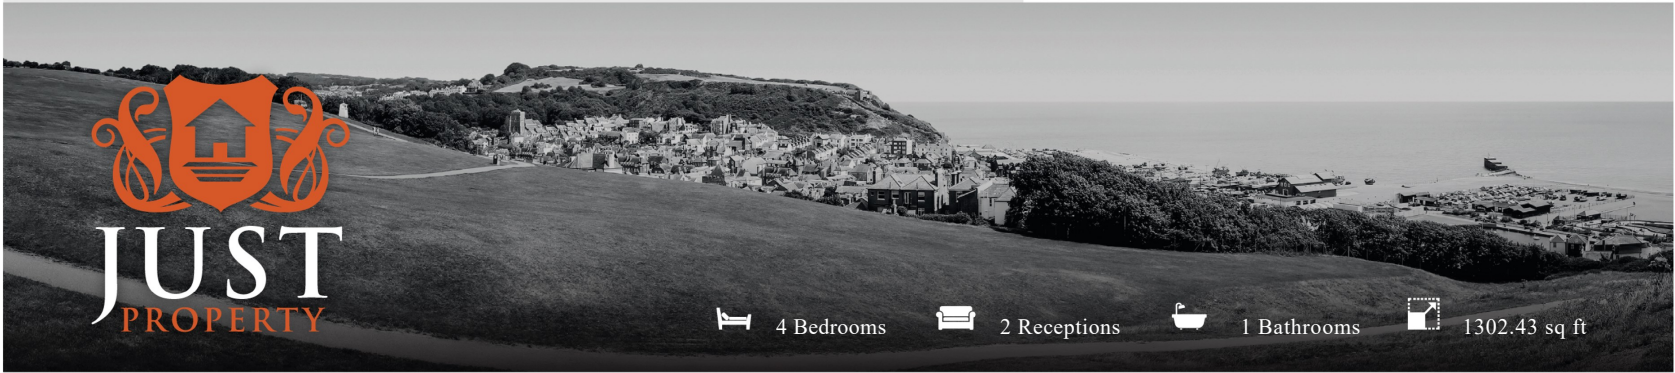 JUST
PROPERTY
4 Bedrooms
2 Receptions
1 Bathrooms
1302.43 sq ft